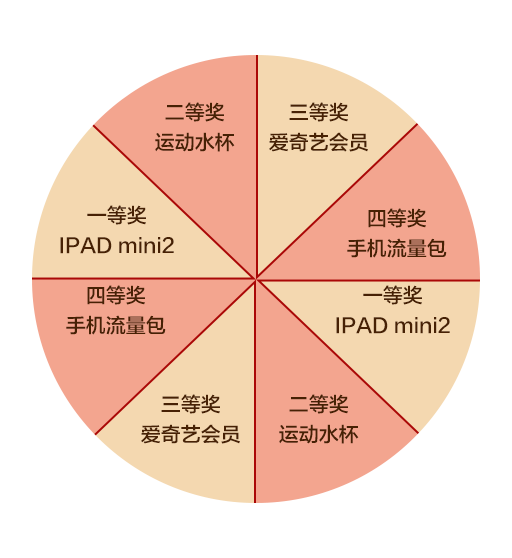 二等奖
运动水杯
三等奖
爱奇艺会员
一等奖
IPAD mini2
四等奖
手机流量包
四等奖
手机流量包
一等奖
IPAD mini2
三等奖
爱奇艺会员
二等奖
运动水杯